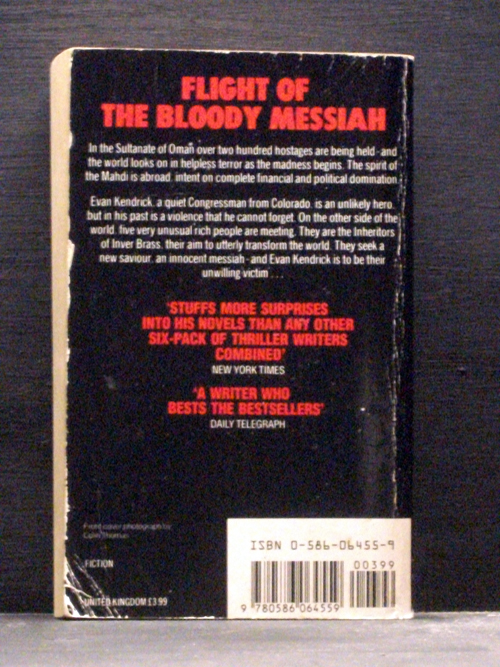 FLIGHT OF
THE BLOODY MESSIAH
In the Sultanate of Oman over two hundred hostages are being held - and
the world looks on in helpless terror as the madness begins. The spirit of
the Mahdi is abroad, intent on complete financial and political domination.
Evan Kendrick, a quiet Congressman from Colorado, is an unlikely hero,
but in his past is a violence that he cannot forget. On the other side of the
world, five very unusual rich people are meeting. They are the Inheritors
of Inver Brass, their aim to utterly transform the world. They seek a
new saviour, an innocent messiah - and Evan Kendrick is to be their
unwilling victim . . .
'STUFFS MORE SURPRISES
INTO HIS NOVELS THAN ANY OTHER
SIX-PACK OF THRILLER WRITERS
COMBINED'
NEW YORK TIMES
'A WRITER WHO
BESTS THE BESTSELLERS'
DAILY TELEGRAPH
Front cover photograph by
Colin Thomas
FICTION
UNITED KINGDOM £3.99
ISBN 0-586-06455-9
00399
9 780586 064559